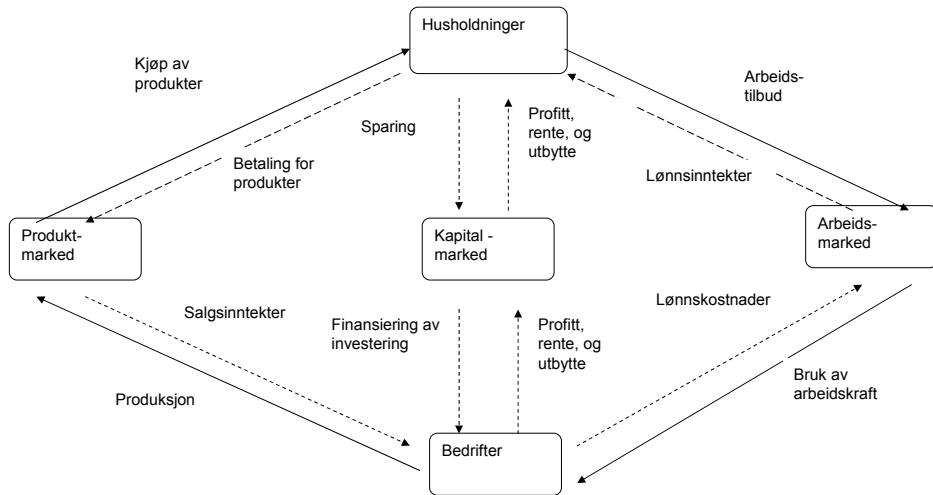 Husholdninger
Kjøp av
produkter
Arbeids-
tilbud
Sparing
Profitt,
rente, og
utbytte
Betaling for
produkter
Lønnsinntekter
Produkt-
marked
Kapital -
marked
Arbeids-
marked
Salgsinntekter
Finansiering av
investering
Profitt,
rente, og
utbytte
Lønnskostnader
Produksjon
Bruk av
arbeidskraft
Bedrifter